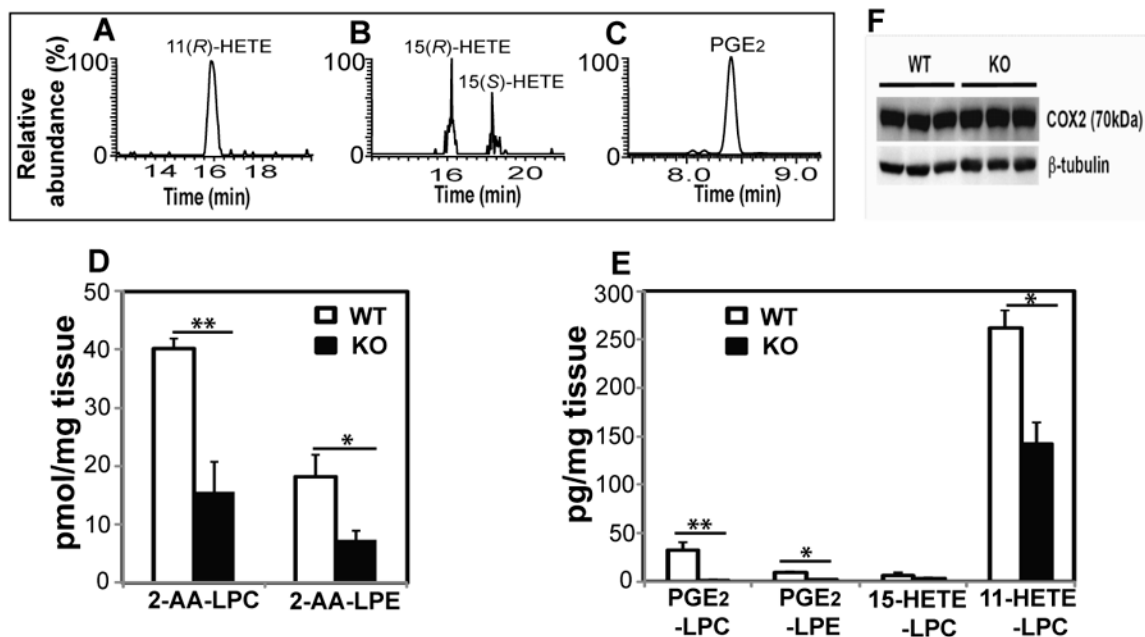 A
11(R)-HETE
100
0
14 16 18
Time (min)
Relative
abundance (%)
B
15(R)-HETE
15(S)-HETE
100
0
16 20
Time (min)
C
PGE2
100
0
8.0 9.0
Time (min)
F
WT KO
COX2 (70kDa)
β-tubulin
D
50
40
30
20
10
0
pmol/mg tissue
WT
KO
**
*
2-AA-LPC 2-AA-LPE
E
300
250
200
150
100
50
0
pg/mg tissue
WT
KO
**
*
*
PGE2 PGE2 15-HETE 11-HETE
-LPC -LPE -LPC -LPC